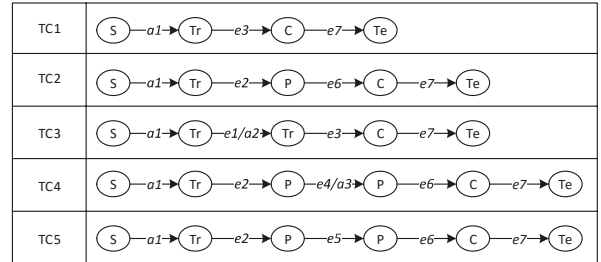 TC1 S a1 Tr e3 C e7 Te
TC2 S a1 Tr e2 P e6 C e7 Te
TC3 S a1 Tr e1/a2 Tr e3 C e7 Te
TC4 S a1 Tr e2 P e4/a3 P e6 C e7 Te
TC5 S a1 Tr e2 P e5 P e6 C e7 Te